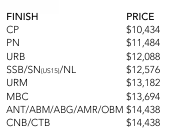 FINISH PRICE
CP $10,434
PN $11,484
URB $12,088
SSB/SN(US15)/NL $12,576
URM $13,182
MBC $13,694
ANT/ABM/ABG/AMR/OBM $14,438
CNB/CTB $14,438